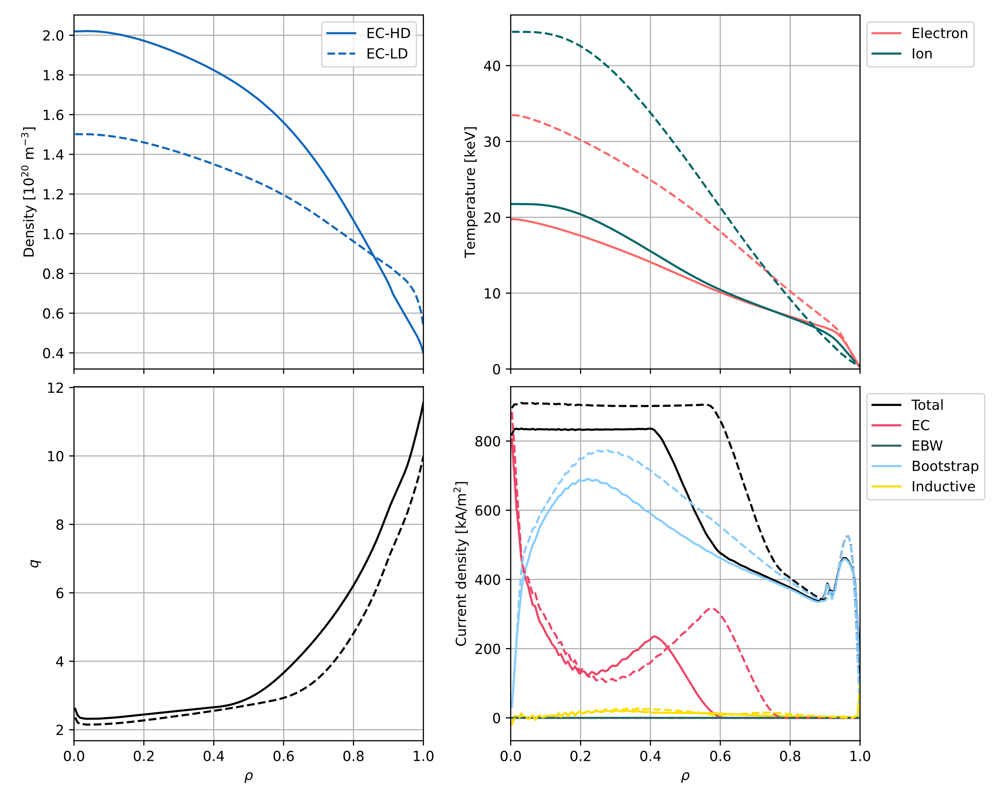 Density [10²⁰ m⁻³]
2.0
1.8
1.6
1.4
1.2
1.0
0.8
0.6
0.4
EC-HD
EC-LD
Temperature [keV]
40
30
20
10
0
Electron
Ion
q
12
10
8
6
4
2
0.0 0.2 0.4 0.6 0.8 1.0
ρ
Current density [kA/m²]
800
600
400
200
0
0.0 0.2 0.4 0.6 0.8 1.0
ρ
Total
EC
EBW
Bootstrap
Inductive